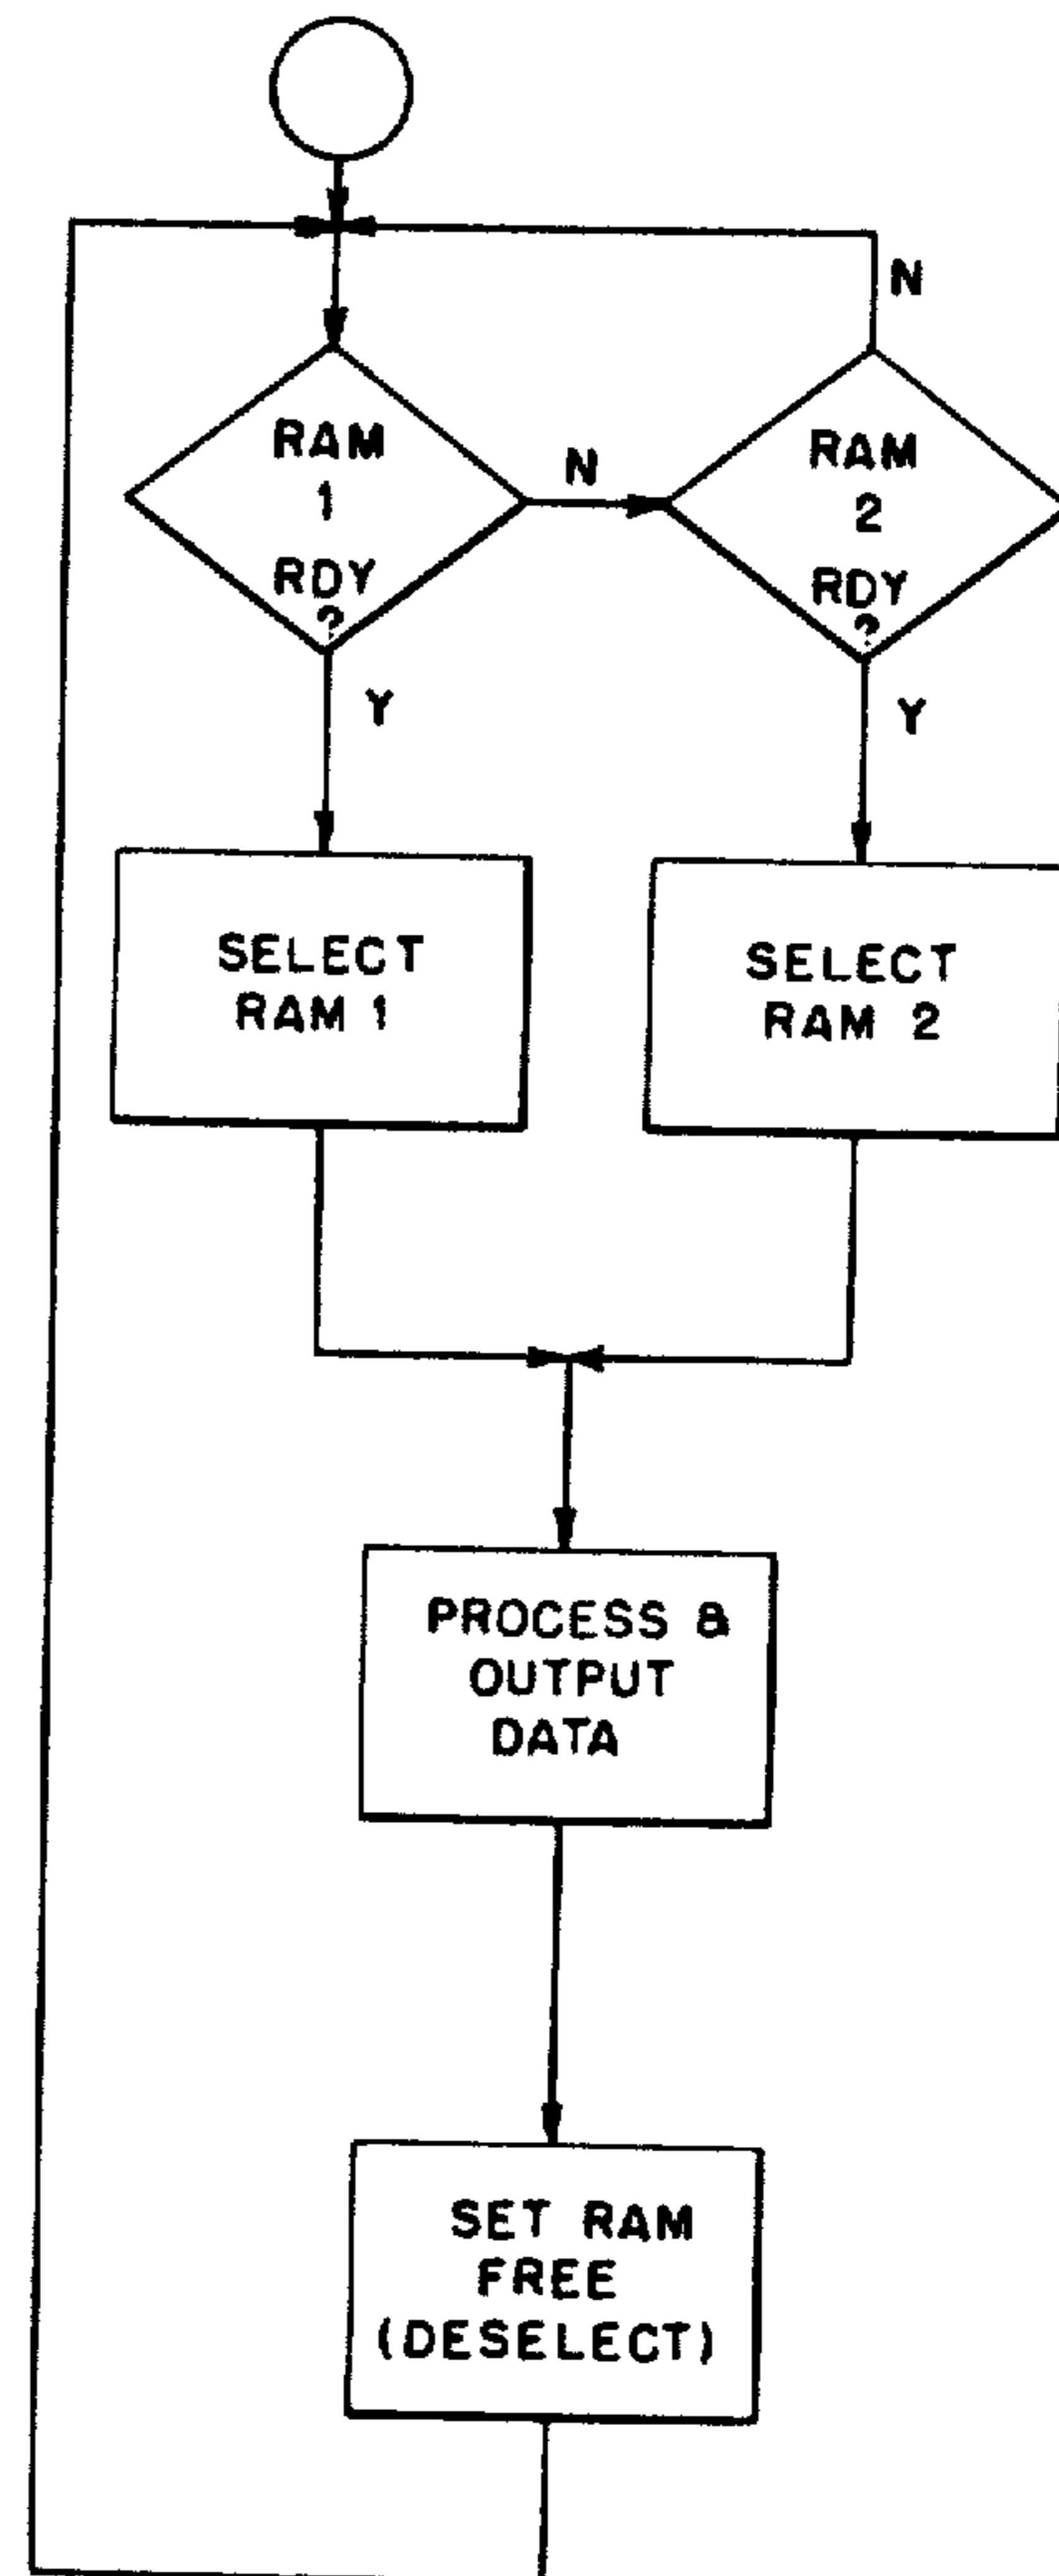 N
RAM
1
RDY
?
N
RAM
2
RDY
?
Y
Y
SELECT
RAM 1
SELECT
RAM 2
PROCESS &
OUTPUT
DATA
SET RAM
FREE
(DESELECT)